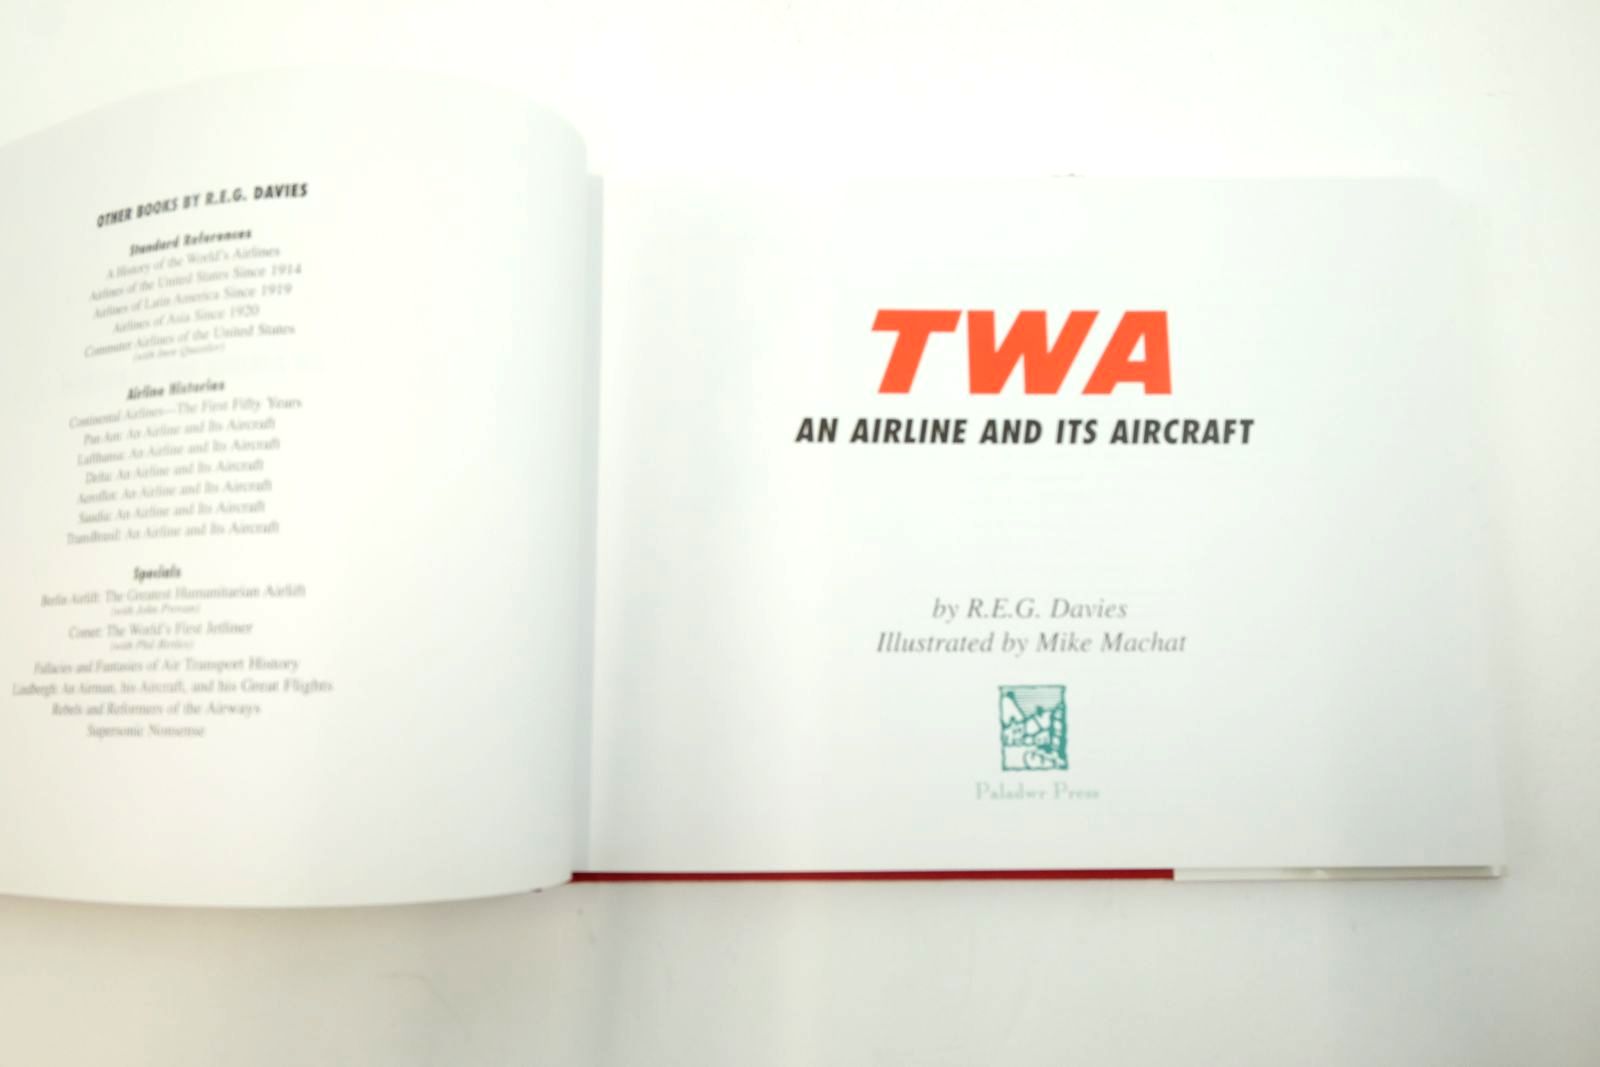 OTHER BOOKS BY R.E.G. DAVIES
Standard References
A History of the World's Airlines
Airlines of the United States Since 1914
Airlines of Latin America Since 1919
Airlines of Asia Since 1920
Commuter Airlines of the United States
Airline Histories
Continental Airlines—The First Fifty Years
Pan Am: An Airline and Its Aircraft
Lufthansa: An Airline and Its Aircraft
Delta: An Airline and Its Aircraft
Aeroflot: An Airline and Its Aircraft
Saudia: An Airline and Its Aircraft
TransBrasil: An Airline and Its Aircraft
Specials
Berlin Airlift: The Greatest Humanitarian Airlift
(with John Provan)
Comet: The World's First Jetliner
(with Phil Birtles)
Fallacies and Fantasies of Air Transport History
Lindbergh: An Airman, his Aircraft, and his Great Flights
Rebels and Reformers of the Airways
Supersonic Nonsense
TWA
AN AIRLINE AND ITS AIRCRAFT
by R.E.G. Davies
Illustrated by Mike Machat
Paladwr Press